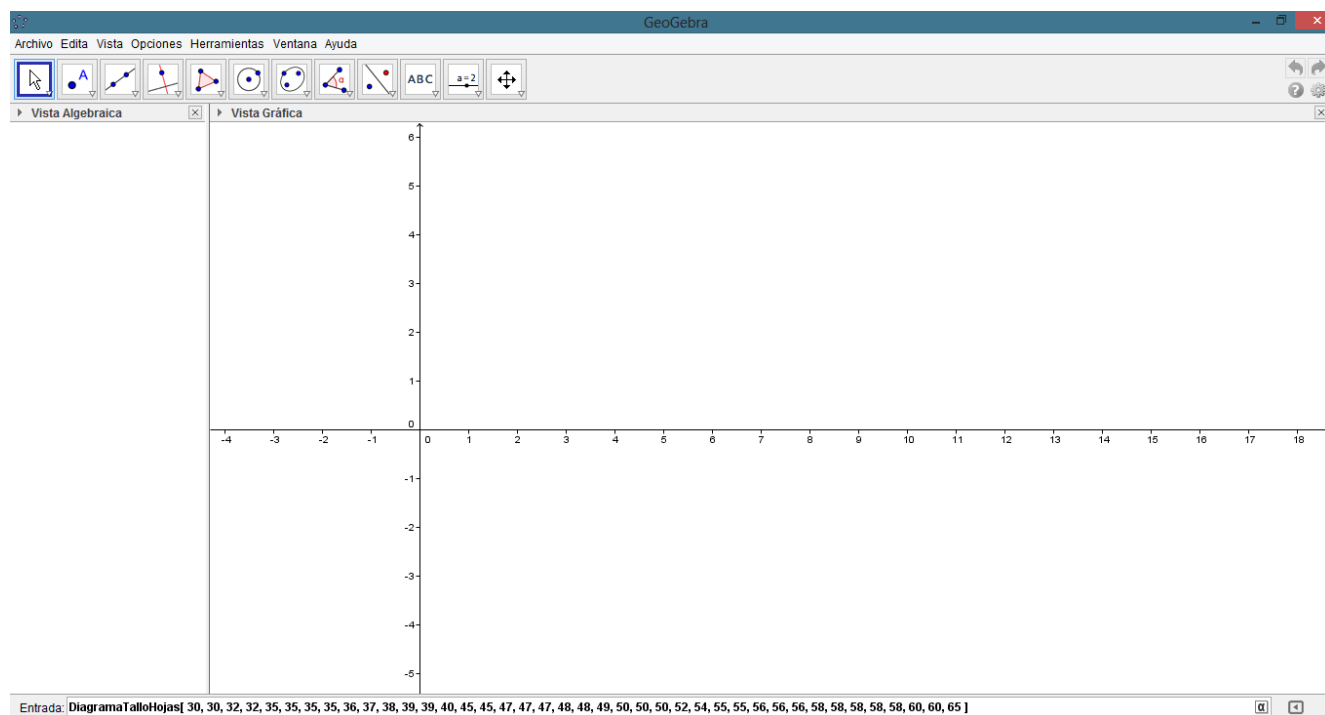 GeoGebra
Archivo Edita Vista Opciones Herramientas Ventana Ayuda
A
α
ABC
a=2
Vista Algebraica
Vista Gráfica
6
5
4
3
2
1
0
-4 -3 -2 -1 0 1 2 3 4 5 6 7 8 9 10 11 12 13 14 15 16 17 18
-1
-2
-3
-4
-5
Entrada: DiagramaTalloHojas[ 30, 30, 32, 32, 35, 35, 35, 35, 36, 37, 38, 39, 39, 40, 45, 45, 47, 47, 47, 48, 48, 49, 50, 50, 50, 52, 54, 55, 55, 56, 56, 56, 58, 58, 58, 58, 58, 60, 60, 65 ] α